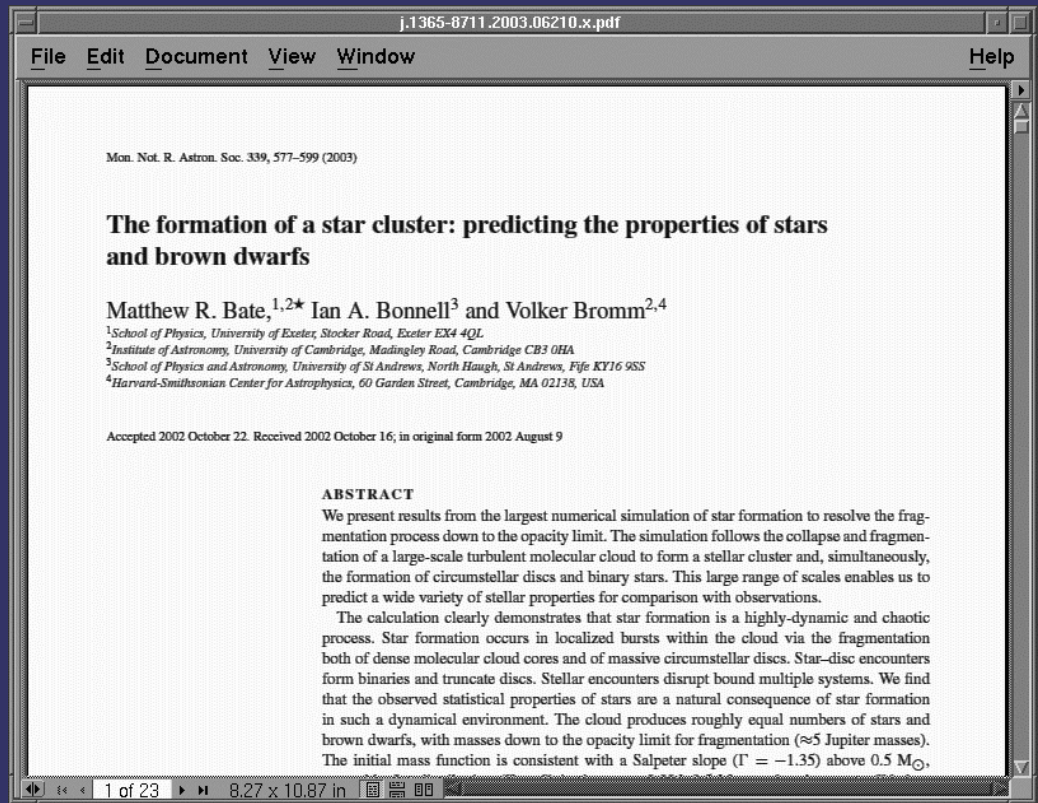 j.1365-8711.2003.06210.x.pdf
File Edit Document View Window Help
Mon. Not. R. Astron. Soc. 339, 577–599 (2003)
The formation of a star cluster: predicting the properties of stars
and brown dwarfs
Matthew R. Bate,1,2★ Ian A. Bonnell3 and Volker Bromm2,4
1School of Physics, University of Exeter, Stocker Road, Exeter EX4 4QL
2Institute of Astronomy, University of Cambridge, Madingley Road, Cambridge CB3 0HA
3School of Physics and Astronomy, University of St Andrews, North Haugh, St Andrews, Fife KY16 9SS
4Harvard-Smithsonian Center for Astrophysics, 60 Garden Street, Cambridge, MA 02138, USA
Accepted 2002 October 22. Received 2002 October 16; in original form 2002 August 9
ABSTRACT
We present results from the largest numerical simulation of star formation to resolve the frag-
mentation process down to the opacity limit. The simulation follows the collapse and fragmen-
tation of a large-scale turbulent molecular cloud to form a stellar cluster and, simultaneously,
the formation of circumstellar discs and binary stars. This large range of scales enables us to
predict a wide variety of stellar properties for comparison with observations.
The calculation clearly demonstrates that star formation is a highly-dynamic and chaotic
process. Star formation occurs in localized bursts within the cloud via the fragmentation
both of dense molecular cloud cores and of massive circumstellar discs. Star–disc encounters
form binaries and truncate discs. Stellar encounters disrupt bound multiple systems. We find
that the observed statistical properties of stars are a natural consequence of star formation
in such a dynamical environment. The cloud produces roughly equal numbers of stars and
brown dwarfs, with masses down to the opacity limit for fragmentation (≈5 Jupiter masses).
The initial mass function is consistent with a Salpeter slope (Γ = −1.35) above 0.5 M⊙,
1 of 23 8.27 x 10.87 in